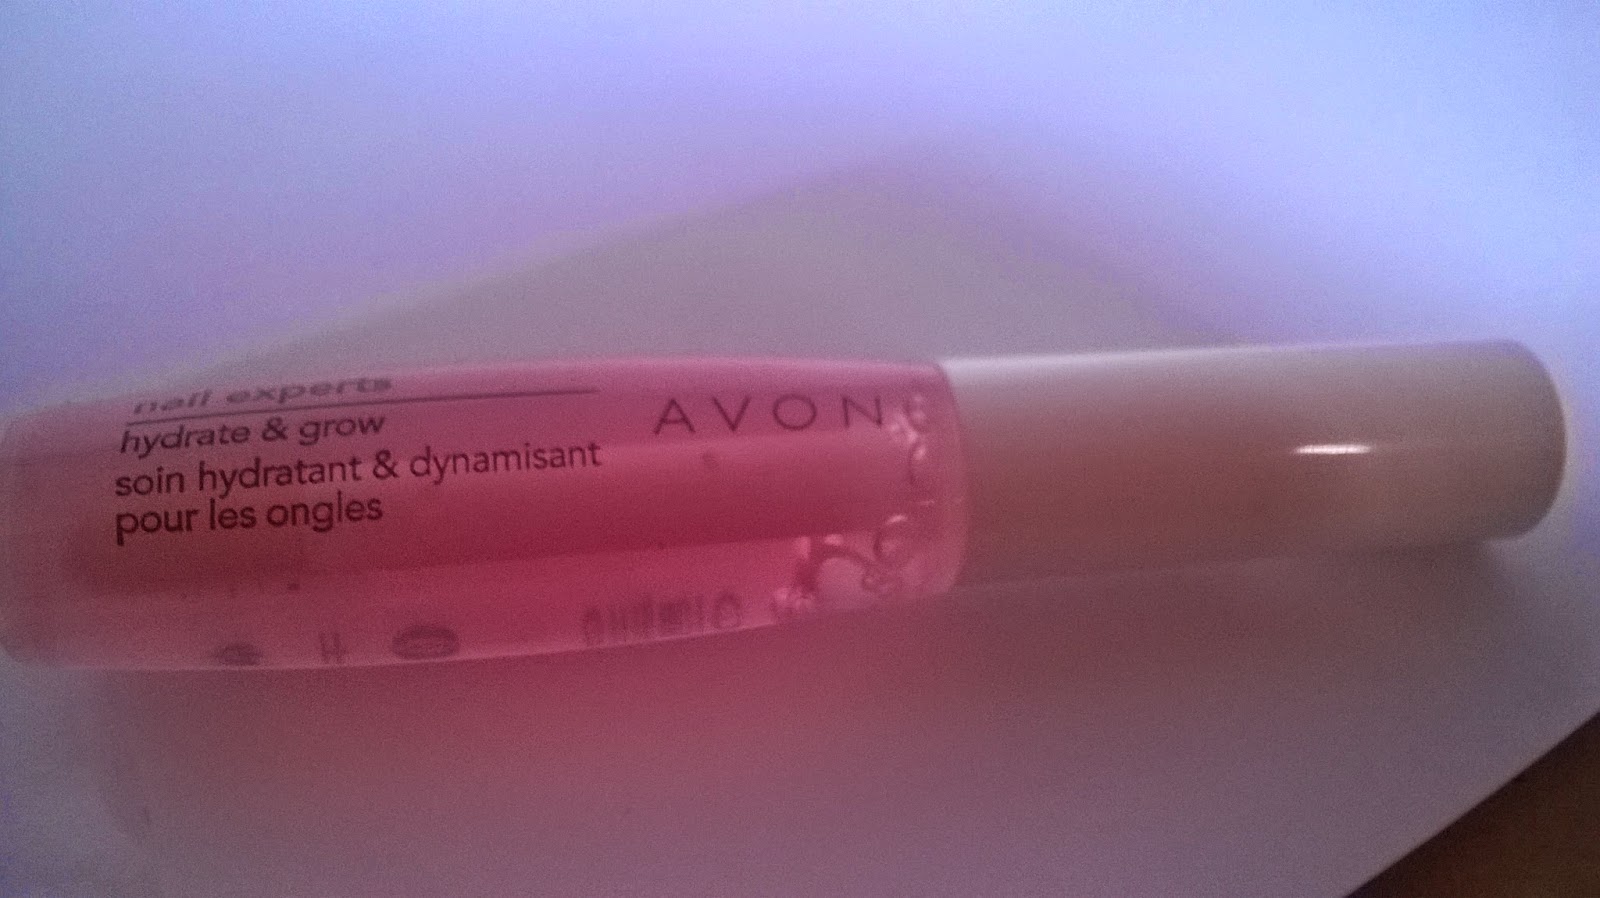 nail experts
hydrate & grow
soin hydratant & dynamisant
pour les ongles
AVON